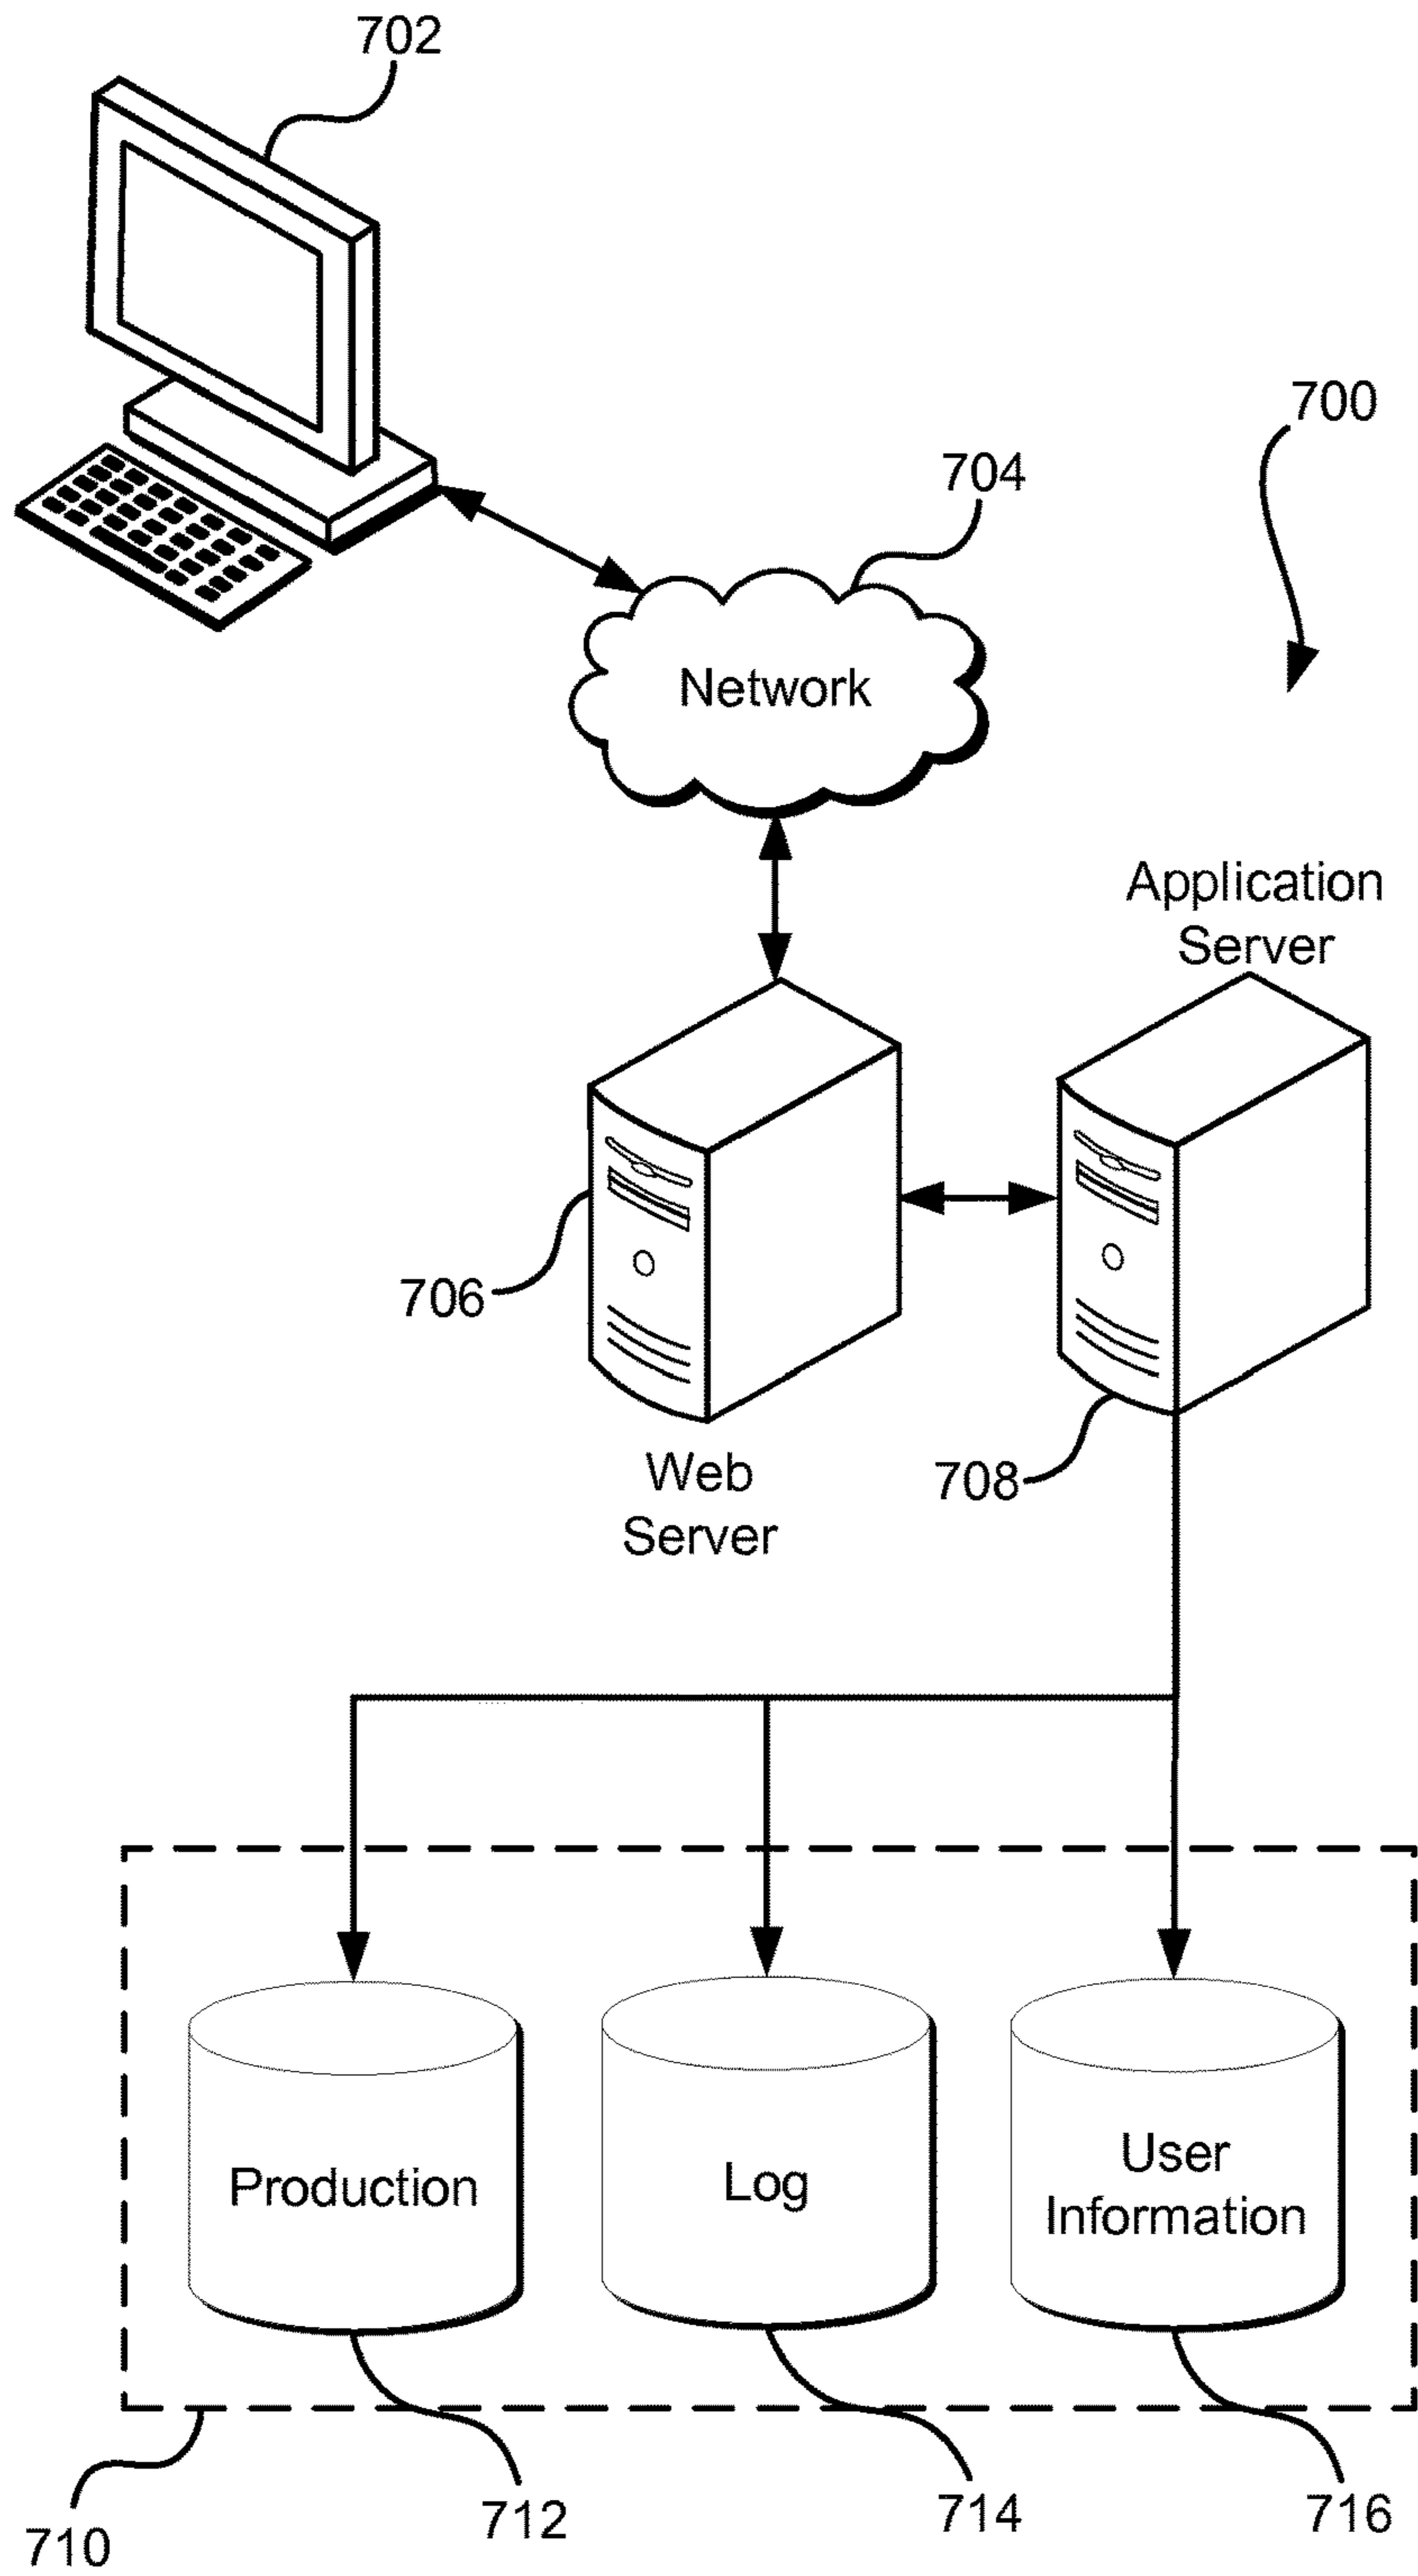 702
700
704
Network
Application
Server
706
Web
Server
708
Production
Log
User
Information
710
712
714
716